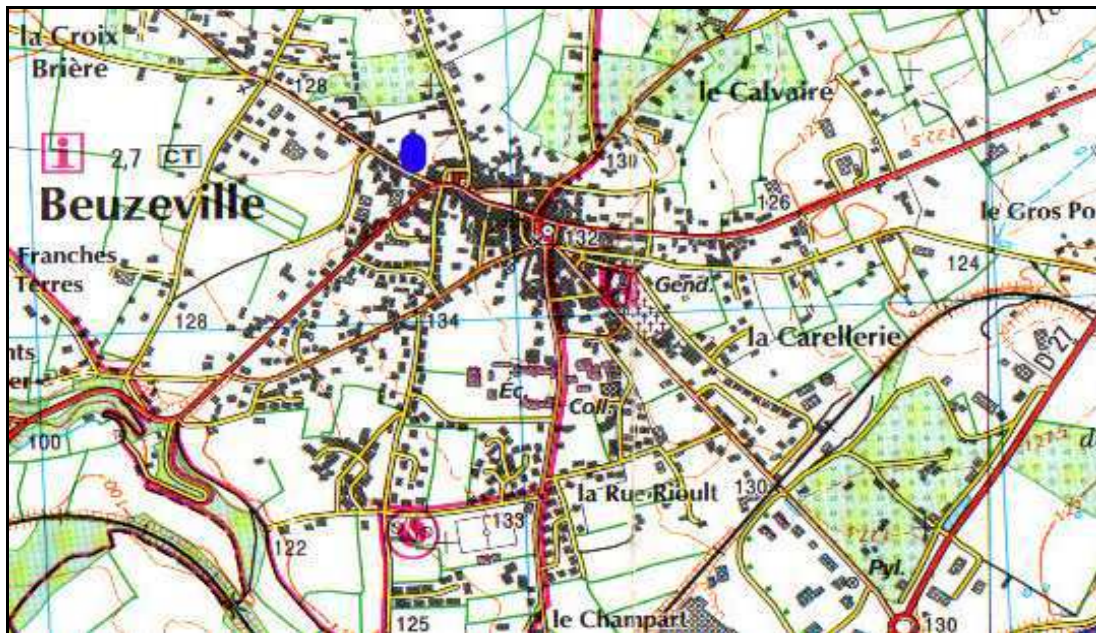 la Croix
Brière
128
le Calvaire
130
2,7 CT
Beuzeville
126
132
le Gros Po
Franches
Terres
124
Gend.
128
134
la Carellerie
D 27
Éc.
Coll.
100
la Rue Rioult
130
133
122
Pyl.
125
le Champart
130